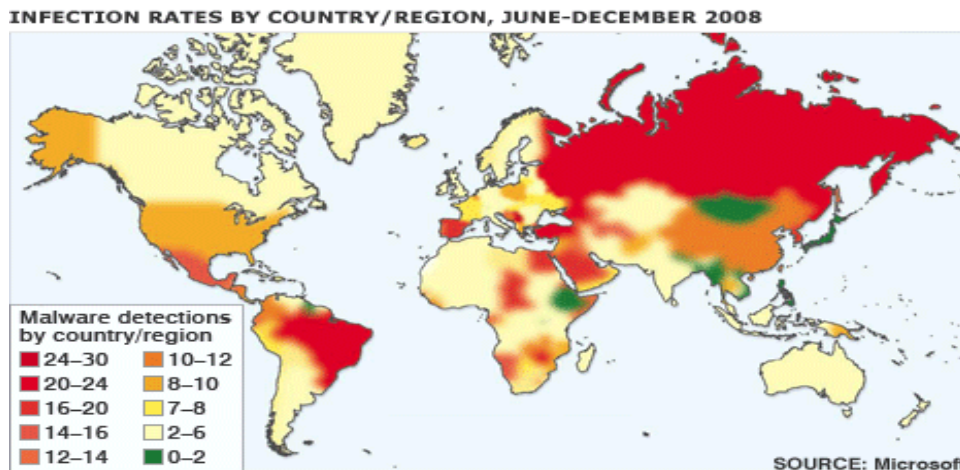 INFECTION RATES BY COUNTRY/REGION, JUNE-DECEMBER 2008
Malware detections
by country/region
24–30
20–24
16–20
14–16
12–14
10–12
8–10
7–8
2–6
0–2
SOURCE: Microsof